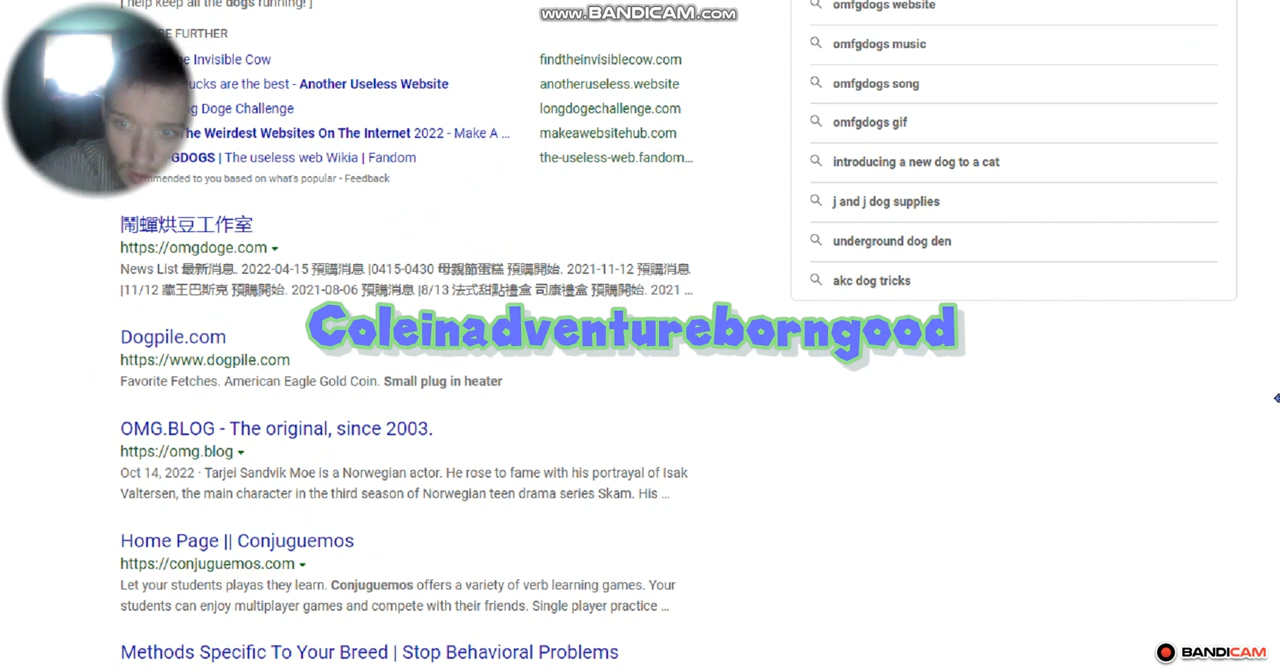 [ help keep all the dogs running! ]
WWW.BANDICAM.COM
RE FURTHER
e Invisible Cow
findtheinvisiblecow.com
ucks are the best - Another Useless Website
anotheruseless.website
ng Doge Challenge
longdogechallenge.com
he Weirdest Websites On The Internet 2022 - Make A ...
makeawebsitehub.com
GDOGS | The useless web Wikia | Fandom
the-useless-web.fandom...
mmended to you based on what's popular • Feedback
鬧蟬烘豆工作室
https://omgdoge.com
News List 最新消息. 2022-04-15 預購消息 |0415-0430 母親節蛋糕 預購開始. 2021-11-12 預購消息
|11/12 藏王巴斯克 預購開始. 2021-08-06 預購消息 |8/13 法式甜點禮盒 司康禮盒 預購開始. 2021 ...
Dogpile.com
https://www.dogpile.com
Favorite Fetches. American Eagle Gold Coin. Small plug in heater
Coleinadventureborngood
OMG.BLOG - The original, since 2003.
https://omg.blog
Oct 14, 2022 · Tarjei Sandvik Moe is a Norwegian actor. He rose to fame with his portrayal of Isak
Valtersen, the main character in the third season of Norwegian teen drama series Skam. His ...
Home Page || Conjuguemos
https://conjuguemos.com
Let your students playas they learn. Conjuguemos offers a variety of verb learning games. Your
students can enjoy multiplayer games and compete with their friends. Single player practice ...
Methods Specific To Your Breed | Stop Behavioral Problems
omfgdogs website
omfgdogs music
omfgdogs song
omfgdogs gif
introducing a new dog to a cat
j and j dog supplies
underground dog den
akc dog tricks
BANDICAM